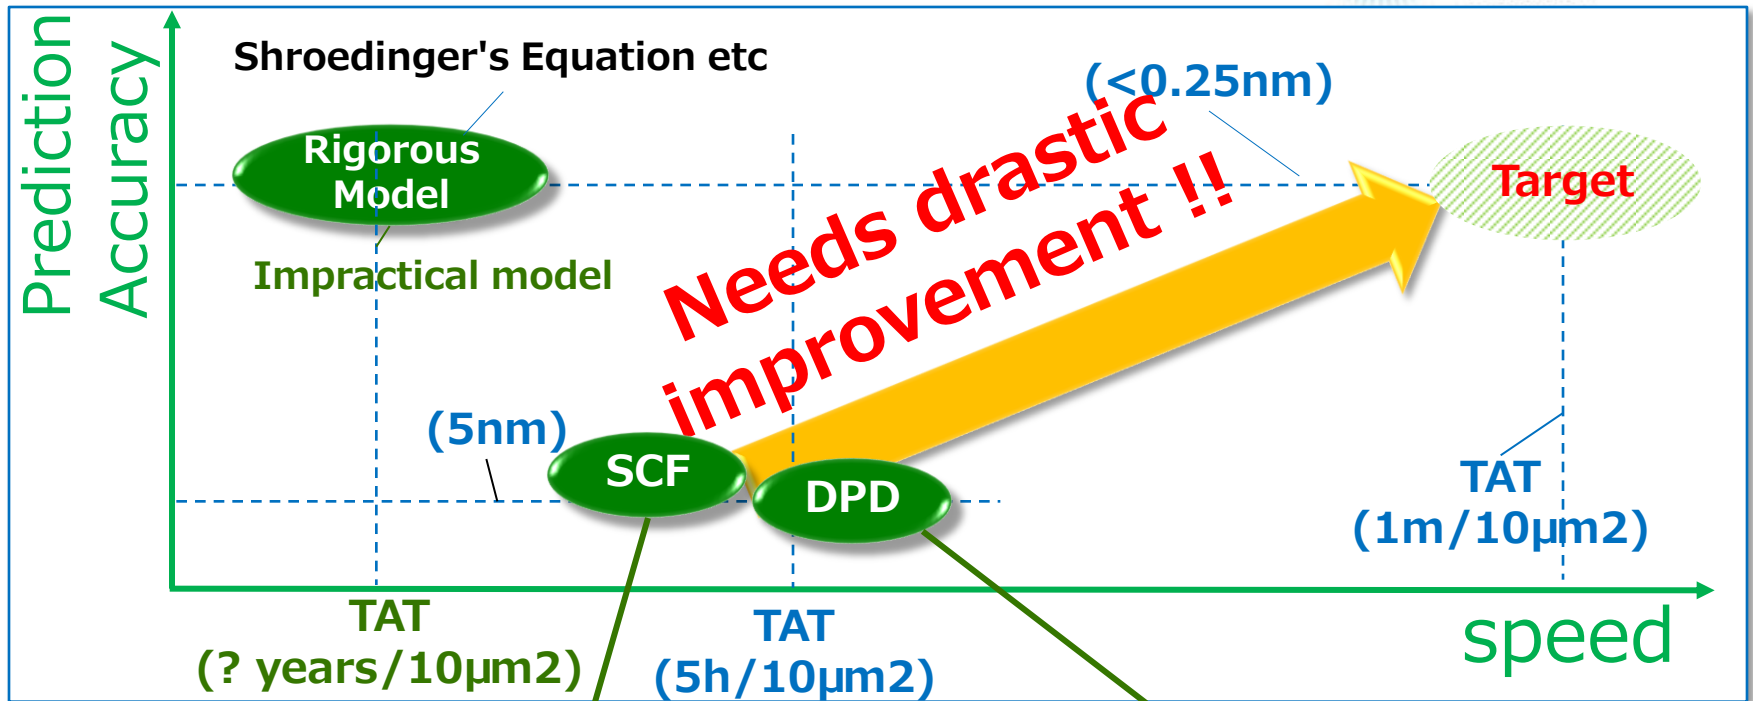 Prediction
Accuracy
Shroedinger's Equation etc
(<0.25nm)
Rigorous
Model
Target
Impractical model
Needs drastic
improvement !!
(5nm)
SCF
DPD
TAT
(1m/10μm2)
TAT
(? years/10μm2)
TAT
(5h/10μm2)
speed